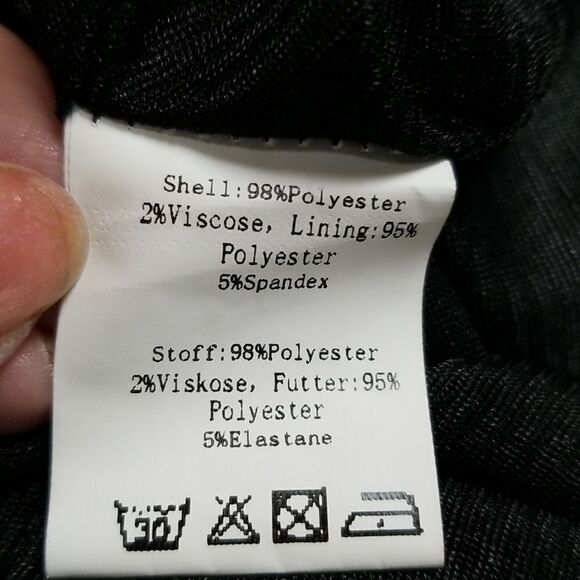 Shell:98%Polyester
2%Viscose, Lining:95%
Polyester
5%Spandex
Stoff:98%Polyester
2%Viskose, Futter:95%
Polyester
5%Elastane
30